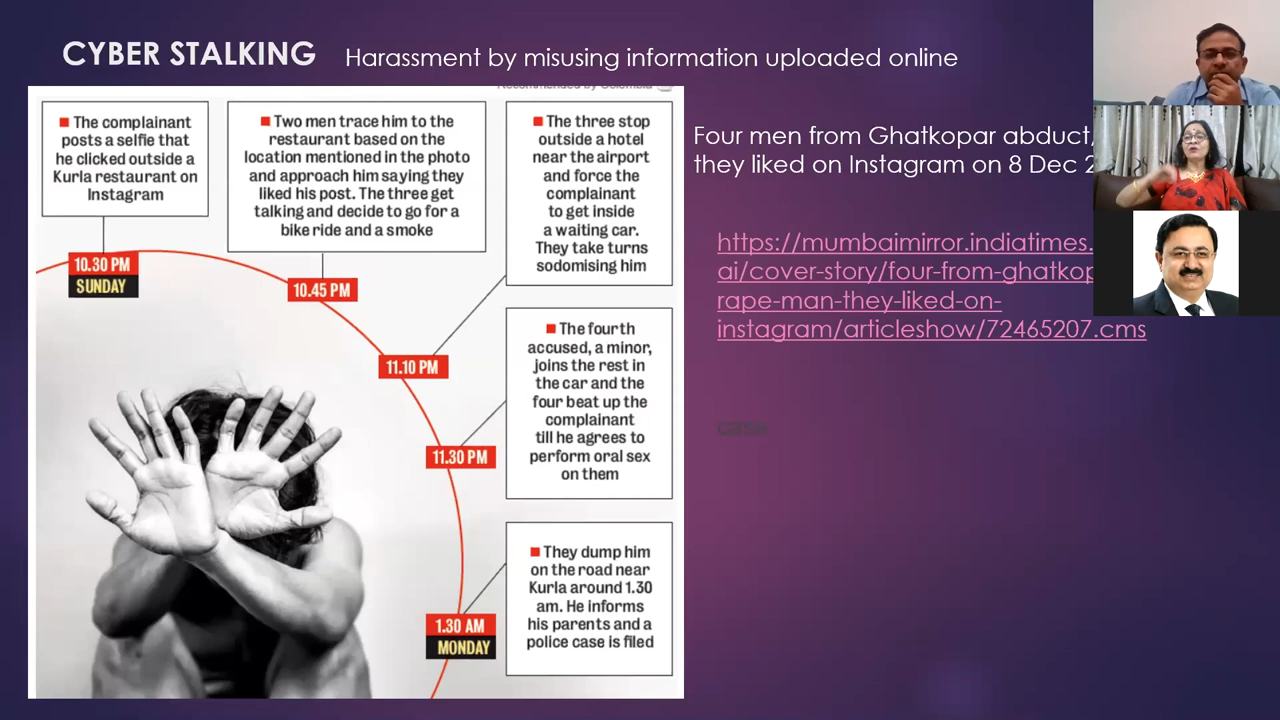 CYBER STALKING Harassment by misusing information uploaded online
Recommended by Colombia
The complainant
posts a selfie that
he clicked outside a
Kurla restaurant on
Instagram
10.30 PM
SUNDAY
Two men trace him to the
restaurant based on the
location mentioned in the photo
and approach him saying they
liked his post. The three get
talking and decide to go for a
bike ride and a smoke
10.45 PM
The three stop
outside a hotel
near the airport
and force the
complainant
to get inside
a waiting car.
They take turns
sodomising him
11.10 PM
The fourth
accused, a minor,
joins the rest in
the car and the
four beat up the
complainant
till he agrees to
perform oral sex
on them
11.30 PM
They dump him
on the road near
Kurla around 1.30
am. He informs
his parents and a
police case is filed
1.30 AM
MONDAY
Four men from Ghatkopar abduct,
they liked on Instagram on 8 Dec 2
https://mumbaimirror.indiatimes.
ai/cover-story/four-from-ghatkop
rape-man-they-liked-on-
instagram/articleshow/72465207.cms
case